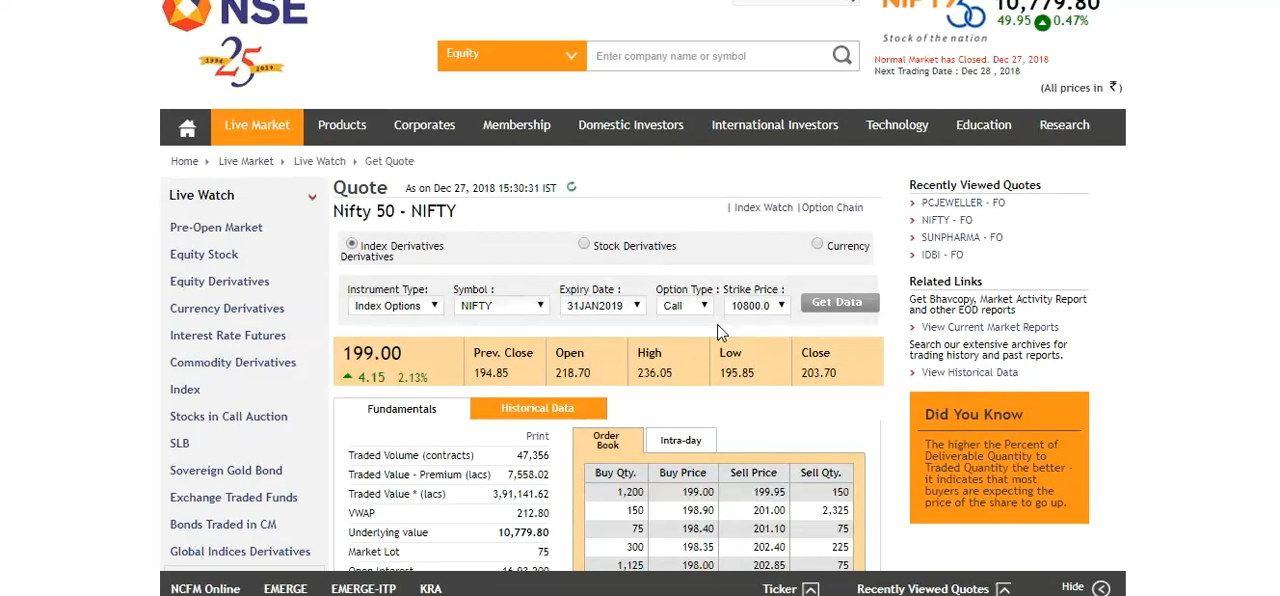 NSE
1994 25 2019
Equity
Enter company name or symbol
NIFTY 50
Stock of the nation
10,779.80
49.95 0.47%
Normal Market has Closed. Dec 27, 2018
Next Trading Date : Dec 28 , 2018
(All prices in ₹ )
Live Market Products Corporates Membership Domestic Investors International Investors Technology Education Research
Home Live Market Live Watch Get Quote
Live Watch
Pre-Open Market
Equity Stock
Equity Derivatives
Currency Derivatives
Interest Rate Futures
Commodity Derivatives
Index
Stocks in Call Auction
SLB
Sovereign Gold Bond
Exchange Traded Funds
Bonds Traded in CM
Global Indices Derivatives
Quote As on Dec 27, 2018 15:30:31 IST
Nifty 50 - NIFTY
| Index Watch |Option Chain
Index Derivatives Stock Derivatives Currency
Derivatives
Instrument Type: Symbol : Expiry Date : Option Type : Strike Price :
Index Options NIFTY 31JAN2019 Call 10800.0 Get Data
199.00 Prev. Close Open High Low Close
4.15 2.13% 194.85 218.70 236.05 195.85 203.70
Fundamentals Historical Data
Print
Traded Volume (contracts) 47,356
Traded Value - Premium (lacs) 7,558.02
Traded Value * (lacs) 3,91,141.62
VWAP 212.80
Underlying value 10,779.80
Market Lot 75
Open Interest 16,93,200
Order
Book
Intra-day
Buy Qty. Buy Price Sell Price Sell Qty.
1,200 199.00 199.95 150
150 198.90 201.00 2,325
75 198.40 201.10 75
300 198.35 202.40 225
1,125 198.00 202.85 75
Recently Viewed Quotes
PCJEWELLER - FO
NIFTY - FO
SUNPHARMA - FO
IDBI - FO
Related Links
Get Bhavcopy, Market Activity Report
and other EOD reports
View Current Market Reports
Search our extensive archives for
trading history and past reports.
View Historical Data
Did You Know
The higher the Percent of
Deliverable Quantity to
Traded Quantity the better -
it indicates that most
buyers are expecting the
price of the share to go up.
NCFM Online EMERGE EMERGE-ITP KRA Ticker Recently Viewed Quotes Hide